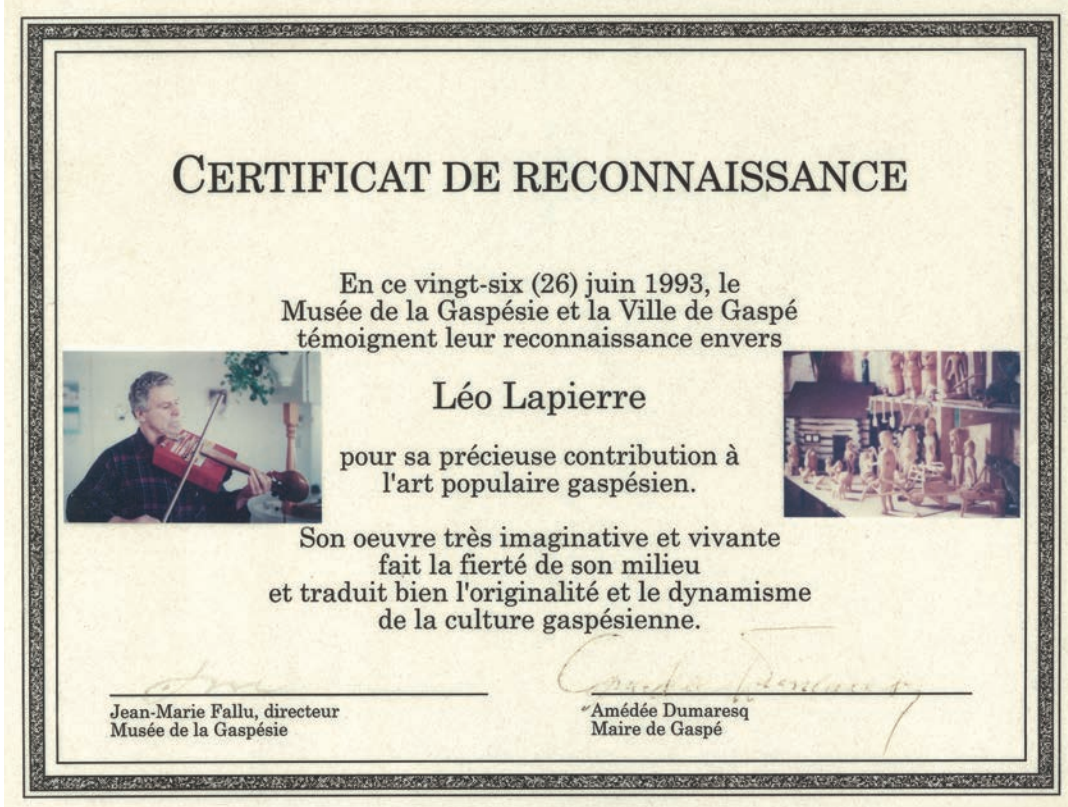 CERTIFICAT DE RECONNAISSANCE
En ce vingt-six (26) juin 1993, le
Musée de la Gaspésie et la Ville de Gaspé
témoignent leur reconnaissance envers
Léo Lapierre
pour sa précieuse contribution à
l'art populaire gaspésien.
Son oeuvre très imaginative et vivante
fait la fierté de son milieu
et traduit bien l'originalité et le dynamisme
de la culture gaspésienne.
Jean-Marie Fallu, directeur
Musée de la Gaspésie
Amédée Dumaresq
Maire de Gaspé